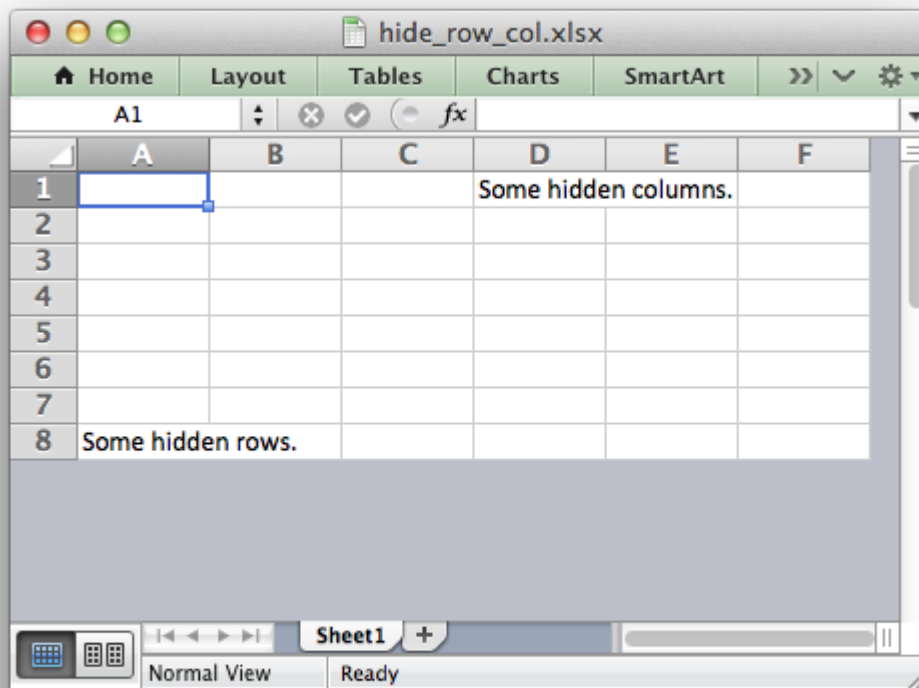 hide_row_col.xlsx
Home Layout Tables Charts SmartArt
A1 fx
A B C D E F
1 Some hidden columns.
2
3
4
5
6
7
8 Some hidden rows.
Sheet1
Normal View Ready